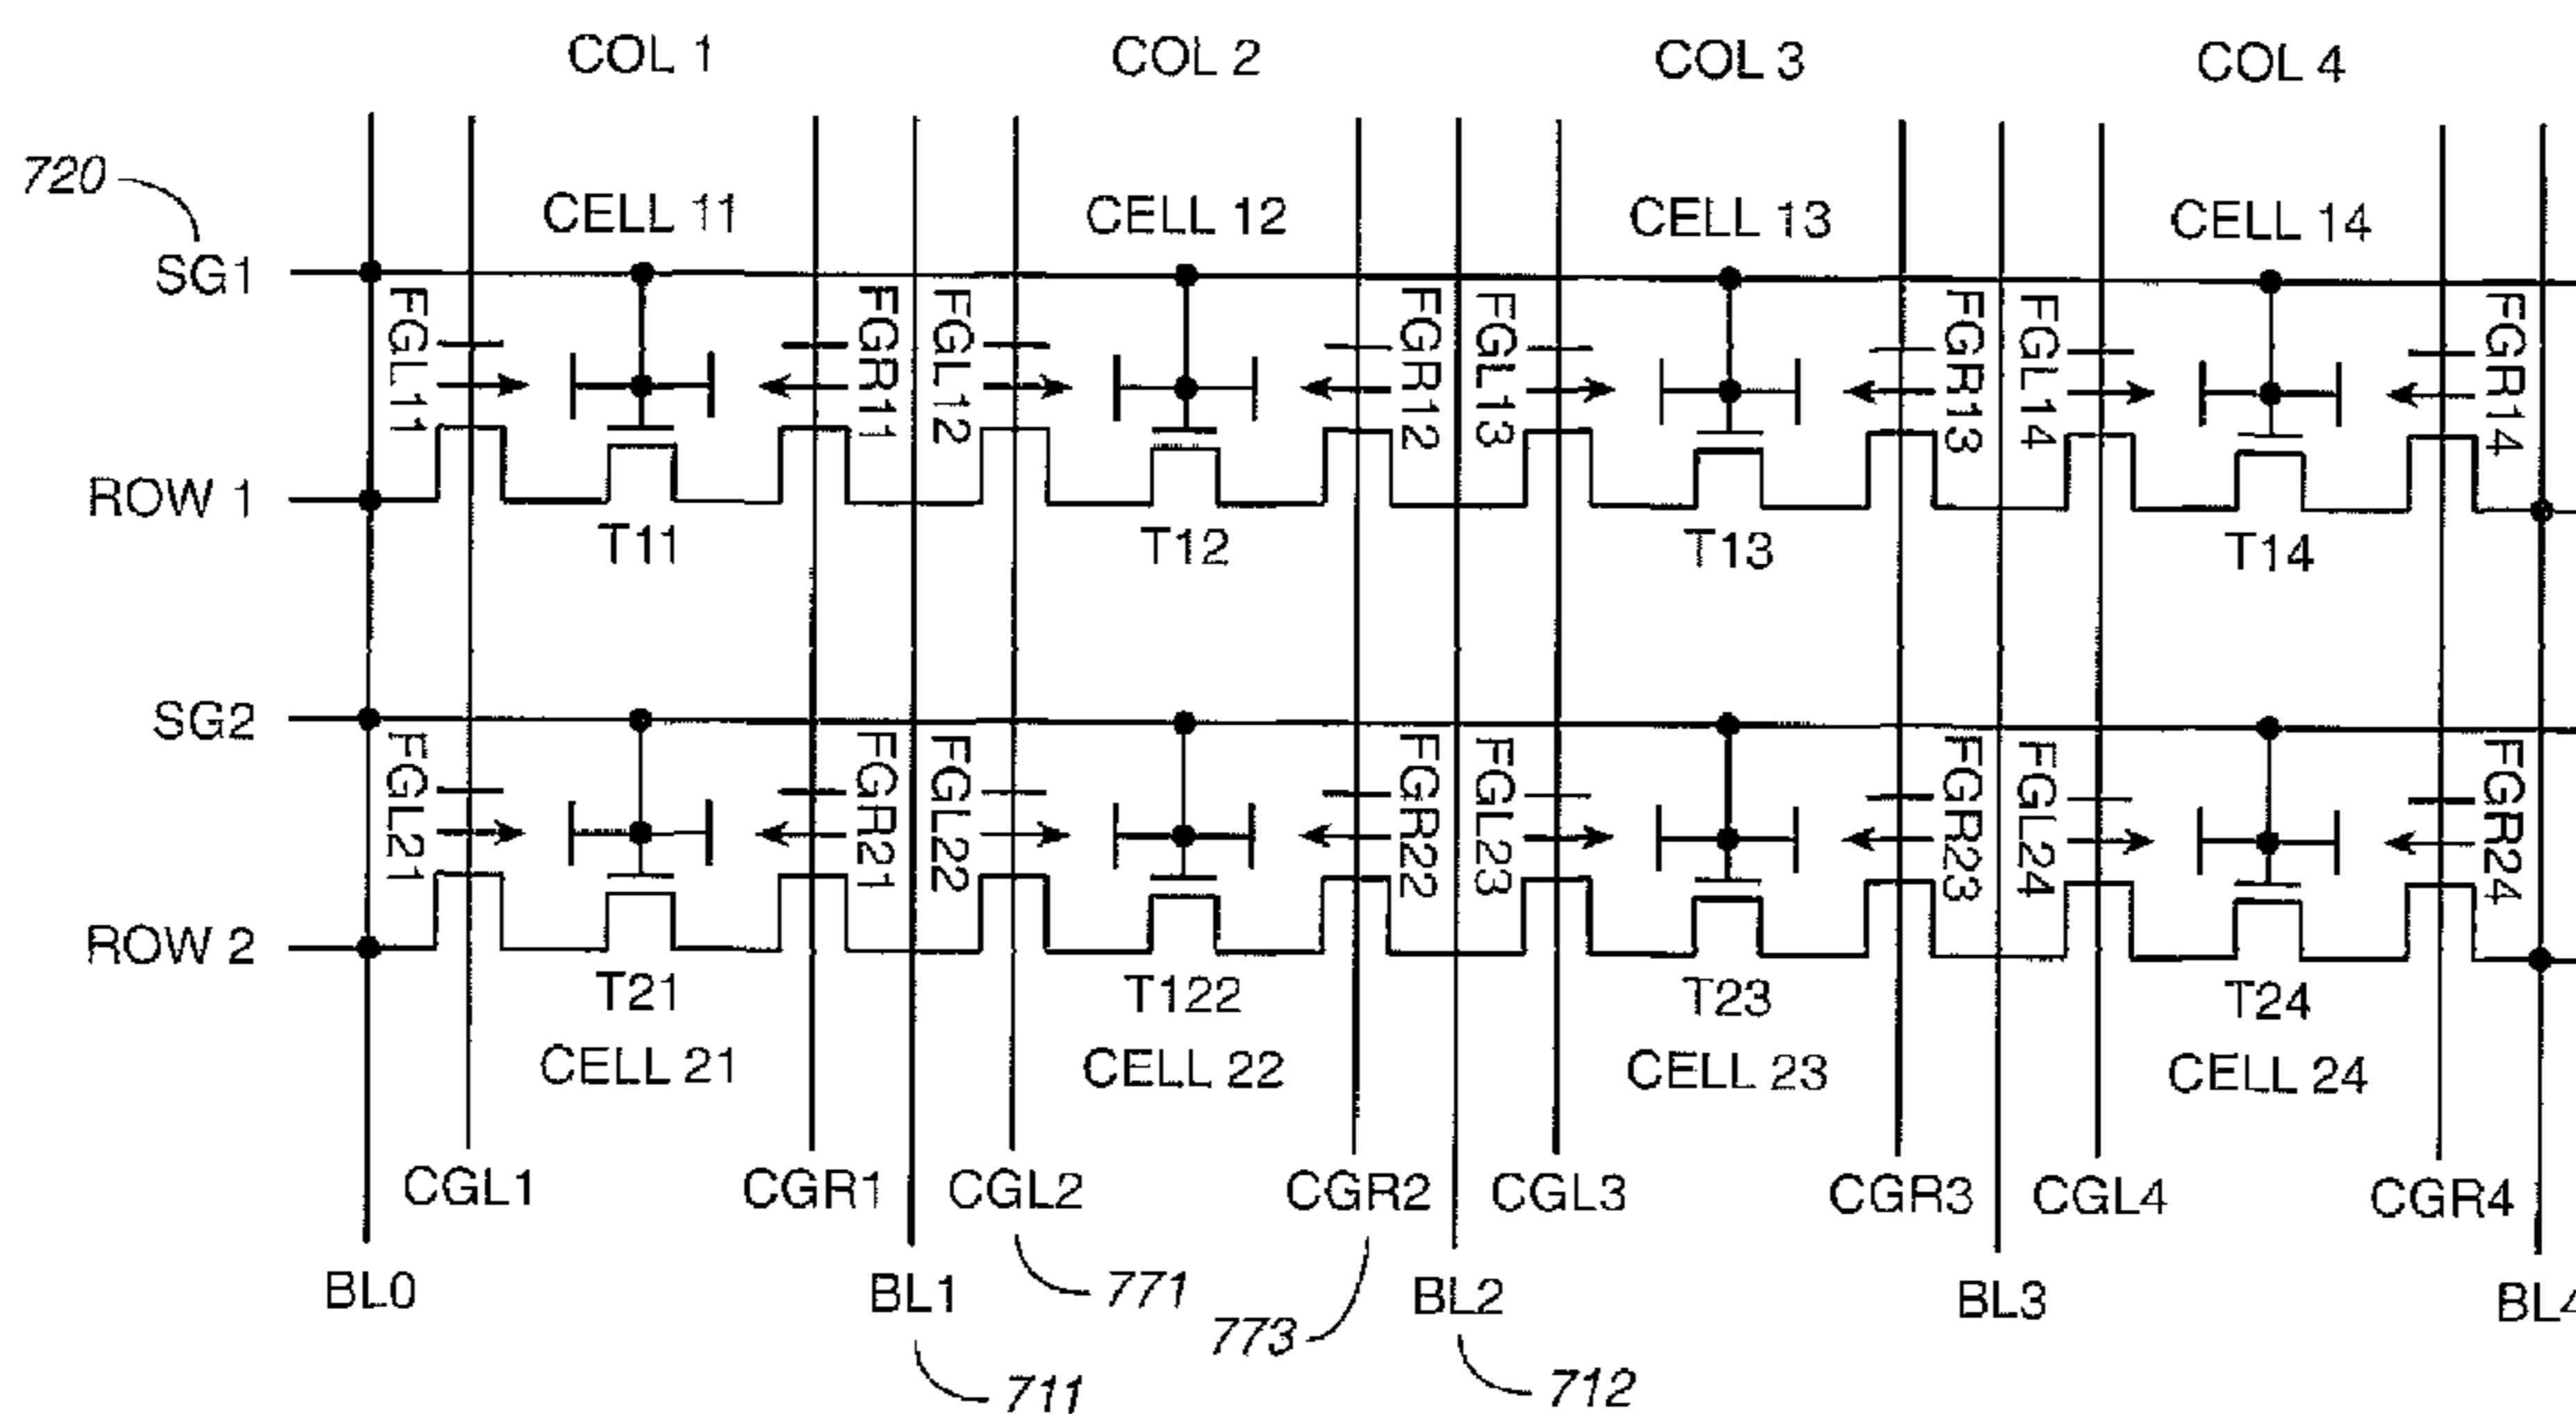 COL 1 COL 2 COL 3 COL 4
720
CELL 11 CELL 12 CELL 13 CELL 14
SG1
FGL11 FGR11 FGL12 FGR12 FGL13 FGR13 FGL14 FGR14
ROW 1
T11 T12 T13 T14
SG2
FGL21 FGR21 FGL22 FGR22 FGL23 FGR23 FGL24 FGR24
ROW 2
T21 T122 T23 T24
CELL 21 CELL 22 CELL 23 CELL 24
CGL1 CGR1 CGL2 CGR2 CGL3 CGR3 CGL4 CGR4
BL0 BL1 771 BL2 BL3 BL4
773
711 712